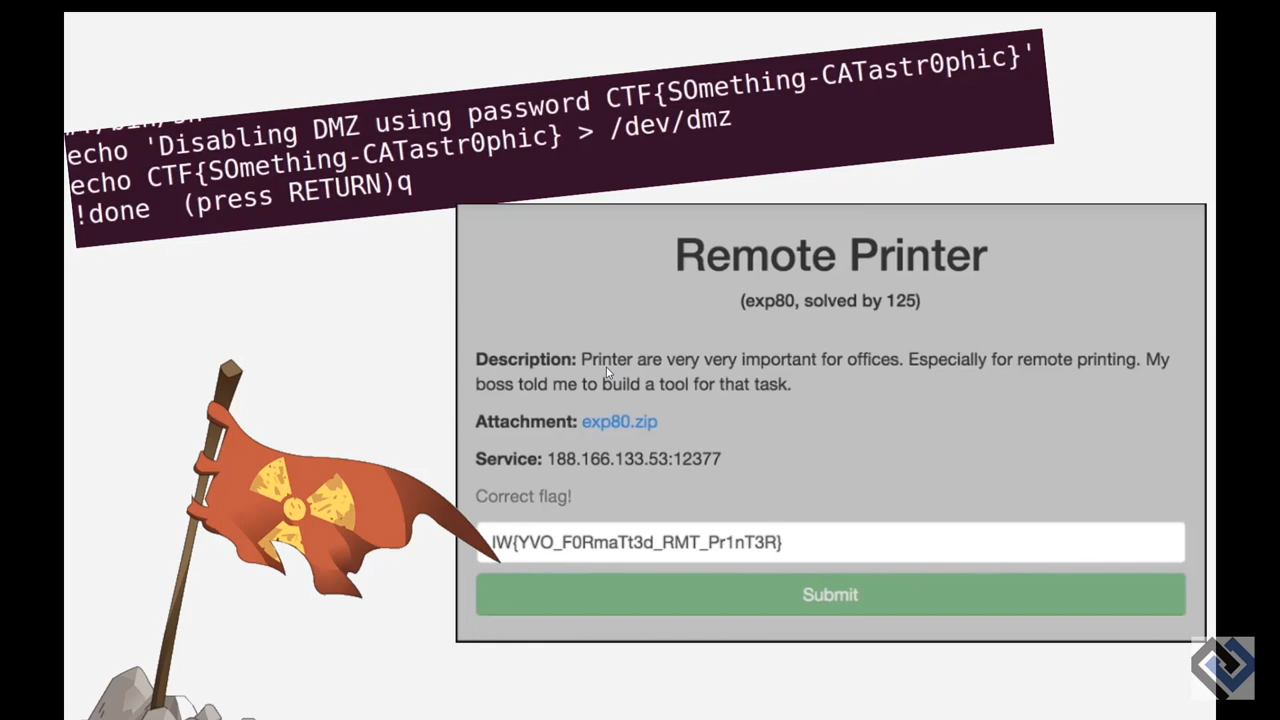 echo 'Disabling DMZ using password CTF{SOmething-CATastr0phic}'
echo CTF{SOmething-CATastr0phic} > /dev/dmz
!done (press RETURN)q
Remote Printer
(exp80, solved by 125)
Description: Printer are very very important for offices. Especially for remote printing. My
boss told me to build a tool for that task.
Attachment: exp80.zip
Service: 188.166.133.53:12377
Correct flag!
IW{YVO_F0RmaTt3d_RMT_Pr1nT3R}
Submit